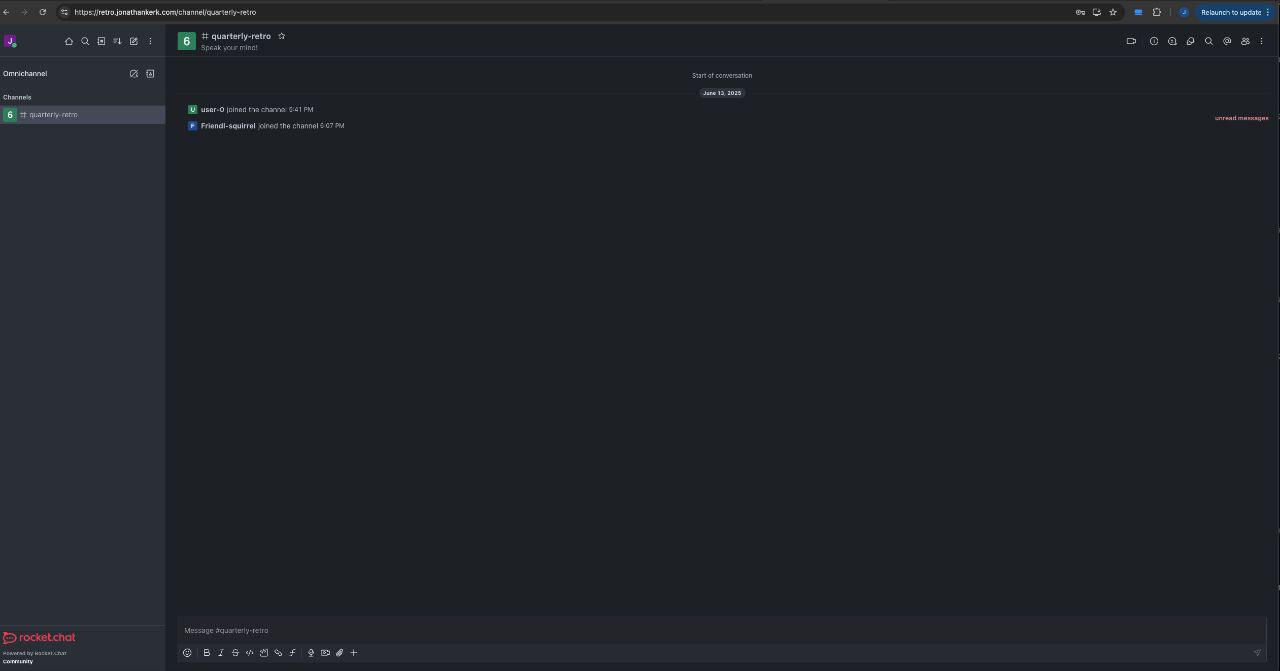 https://retro.jonathankerk.com/channel/quarterly-retro
J
Relaunch to update
J
6
quarterly-retro
Speak your mind!
Omnichannel
Channels
6
quarterly-retro
Start of conversation
June 13, 2025
U user-0 joined the channel 5:41 PM
unread messages
F Friendl-squirrel joined the channel 6:07 PM
Message #quarterly-retro
B I S
rocket.chat
Powered by Rocket.Chat
Community